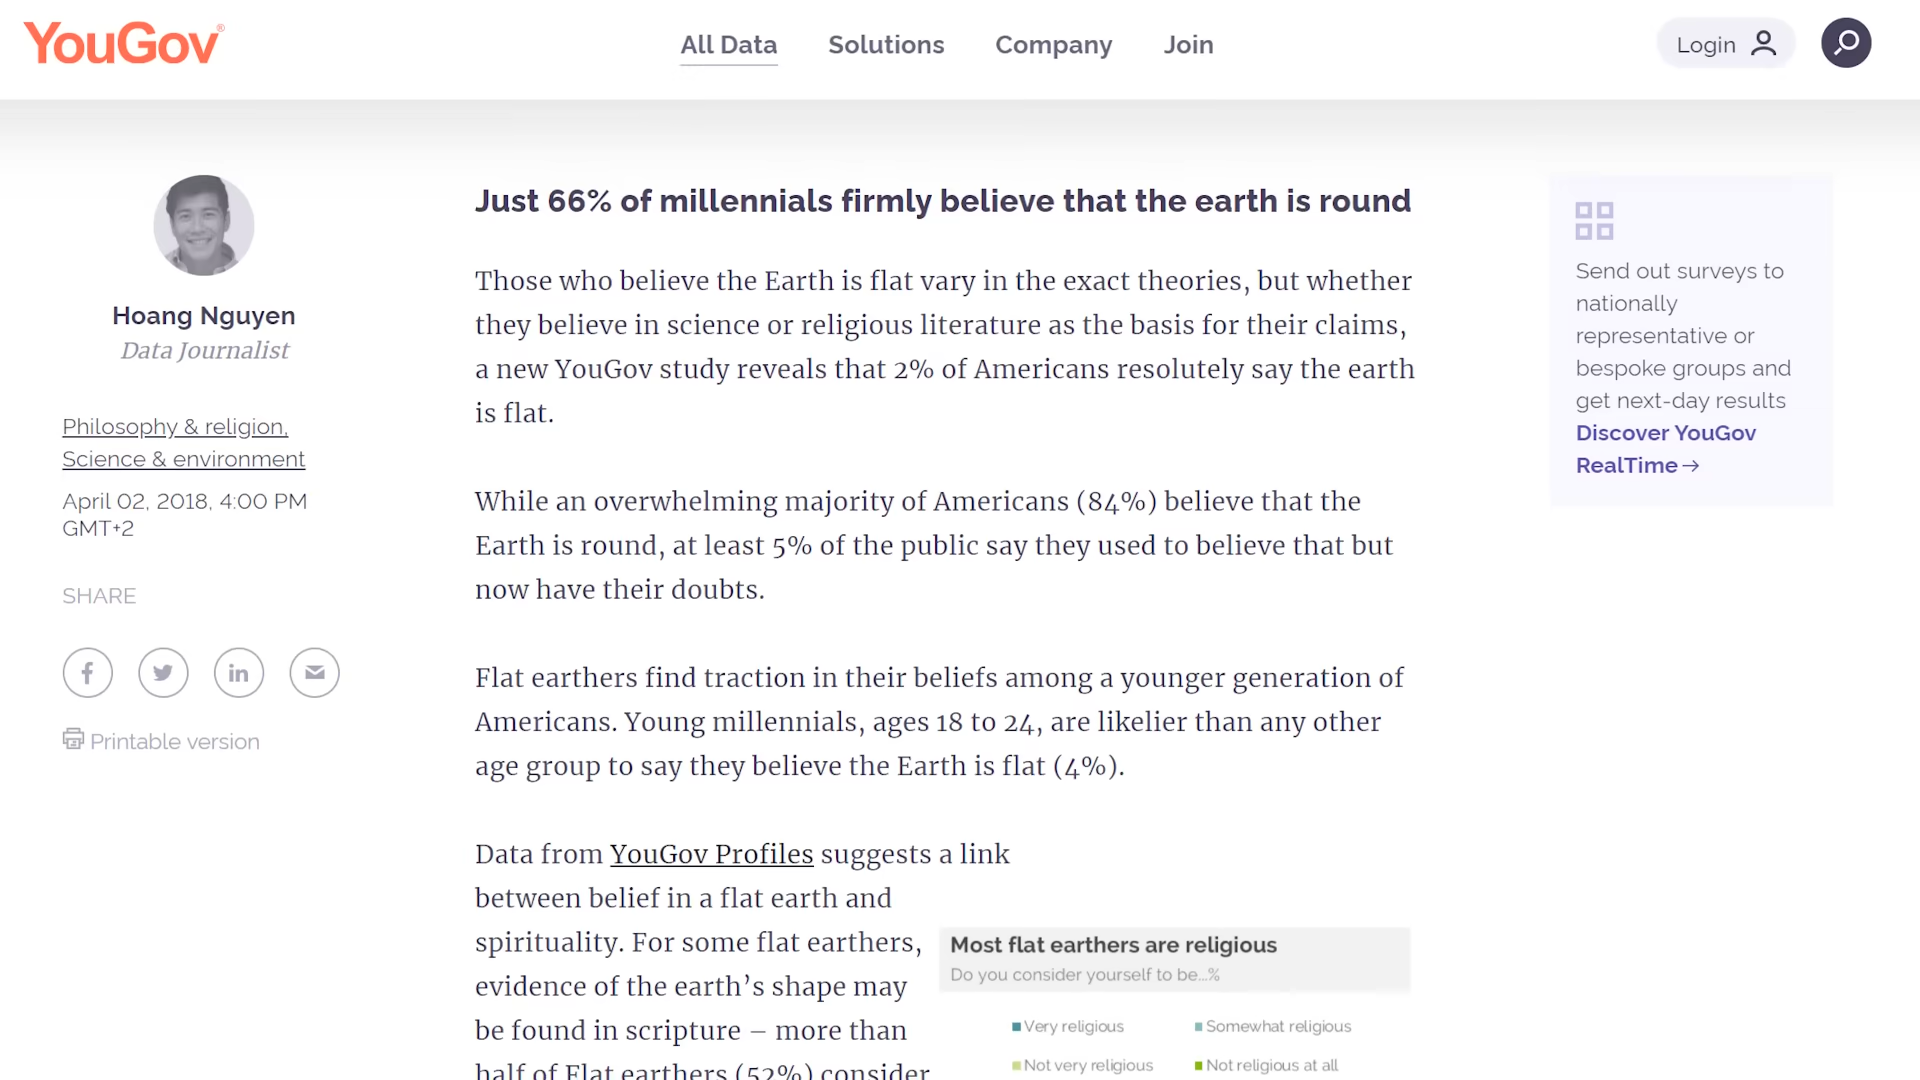 YouGov®
All Data
Solutions
Company
Join
Login
Hoang Nguyen
Data Journalist
Philosophy & religion,
Science & environment
April 02, 2018, 4:00 PM
GMT+2
SHARE
Printable version
Just 66% of millennials firmly believe that the earth is round
Those who believe the Earth is flat vary in the exact theories, but whether
they believe in science or religious literature as the basis for their claims,
a new YouGov study reveals that 2% of Americans resolutely say the earth
is flat.
While an overwhelming majority of Americans (84%) believe that the
Earth is round, at least 5% of the public say they used to believe that but
now have their doubts.
Flat earthers find traction in their beliefs among a younger generation of
Americans. Young millennials, ages 18 to 24, are likelier than any other
age group to say they believe the Earth is flat (4%).
Data from YouGov Profiles suggests a link
between belief in a flat earth and
spirituality. For some flat earthers,
evidence of the earth’s shape may
be found in scripture – more than
half of Flat earthers (52%) consider
Most flat earthers are religious
Do you consider yourself to be...%
Very religious
Somewhat religious
Not very religious
Not religious at all
Send out surveys to
nationally
representative or
bespoke groups and
get next-day results
Discover YouGov
RealTime→